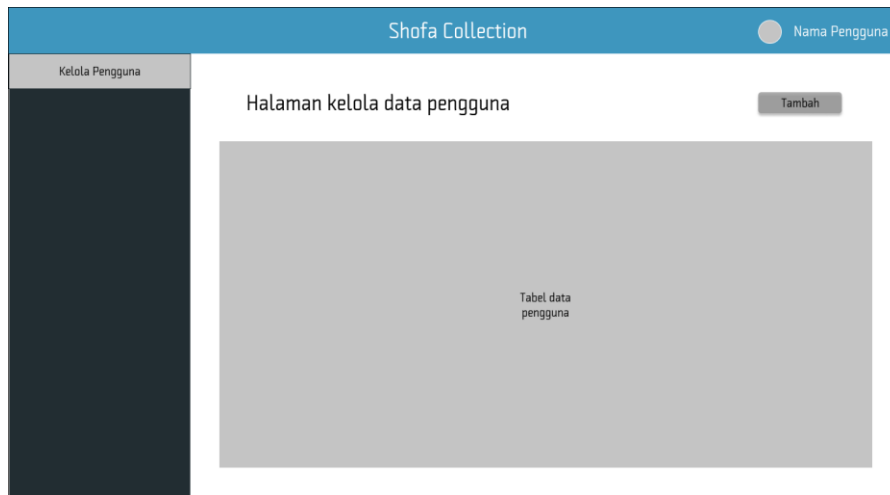 Shofa Collection
Nama Pengguna
Kelola Pengguna
Halaman kelola data pengguna
Tambah
Tabel data
pengguna